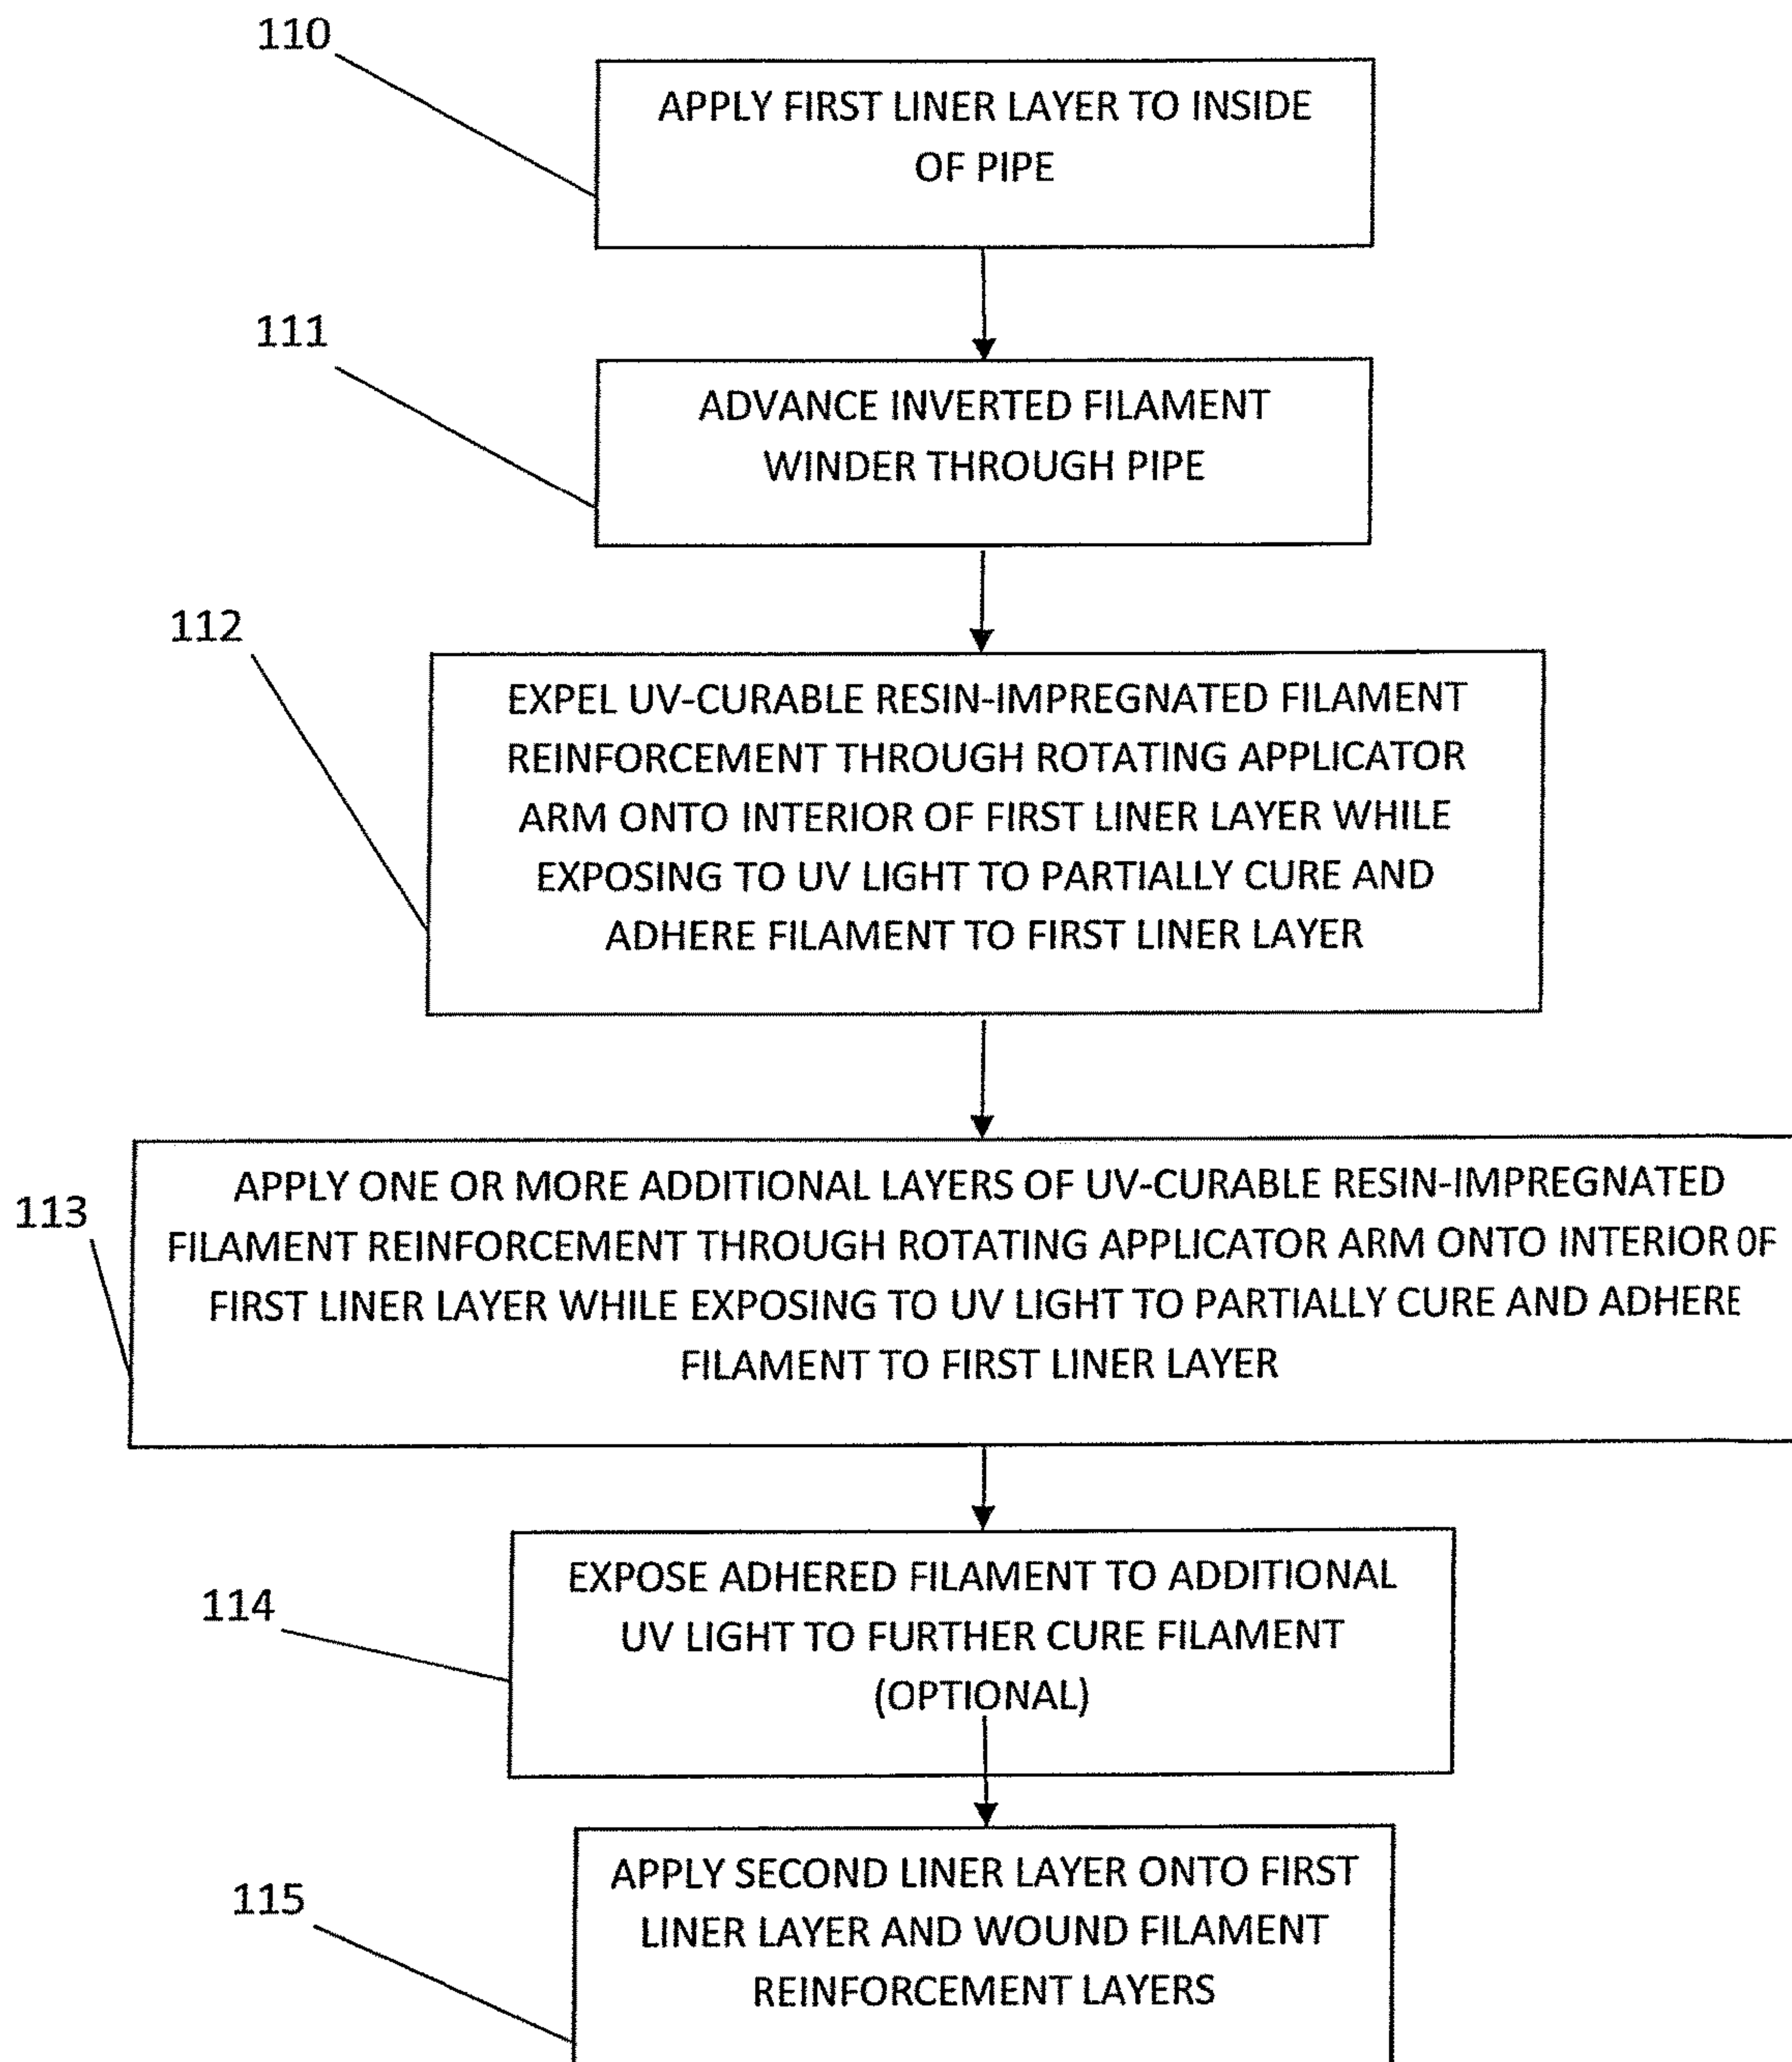 110
APPLY FIRST LINER LAYER TO INSIDE
OF PIPE
111
ADVANCE INVERTED FILAMENT
WINDER THROUGH PIPE
112
EXPEL UV-CURABLE RESIN-IMPREGNATED FILAMENT
REINFORCEMENT THROUGH ROTATING APPLICATOR
ARM ONTO INTERIOR OF FIRST LINER LAYER WHILE
EXPOSING TO UV LIGHT TO PARTIALLY CURE AND
ADHERE FILAMENT TO FIRST LINER LAYER
113
APPLY ONE OR MORE ADDITIONAL LAYERS OF UV-CURABLE RESIN-IMPREGNATED
FILAMENT REINFORCEMENT THROUGH ROTATING APPLICATOR ARM ONTO INTERIOR OF
FIRST LINER LAYER WHILE EXPOSING TO UV LIGHT TO PARTIALLY CURE AND ADHERE
FILAMENT TO FIRST LINER LAYER
114
EXPOSE ADHERED FILAMENT TO ADDITIONAL
UV LIGHT TO FURTHER CURE FILAMENT
(OPTIONAL)
115
APPLY SECOND LINER LAYER ONTO FIRST
LINER LAYER AND WOUND FILAMENT
REINFORCEMENT LAYERS